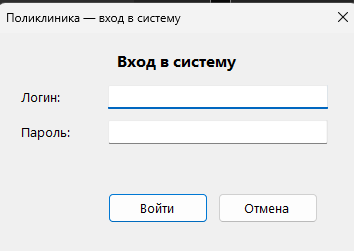 Поликлиника — вход в систему
Вход в систему
Логин:
Пароль:
Войти
Отмена